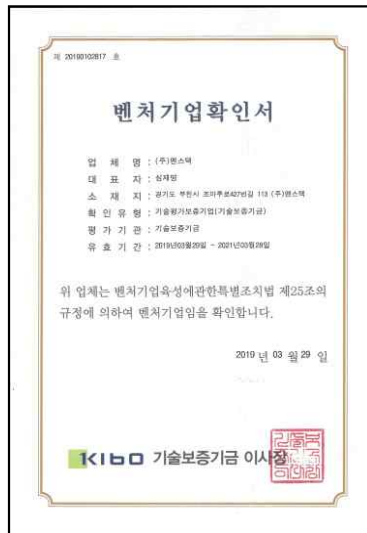 제 20190102817 호
벤처기업확인서
업 체 명 : (주)렌스텍
대 표 자 : 심재량
소 재 지 : 경기도 부천시 조마루로427번길 113 (주)렌스텍
확 인 유 형 : 기술평가보증기업(기술보증기금)
평 가 기 관 : 기술보증기금
유 효 기 간 : 2019년03월29일 ~ 2021년03월28일
위 업체는 벤처기업육성에관한특별조치법 제25조의
규정에 의하여 벤처기업임을 확인합니다.
2019 년 03 월 29 일
KIBO 기술보증기금 이사장